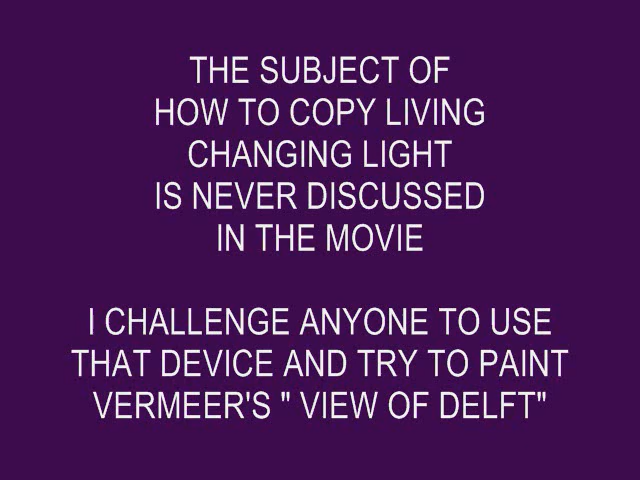 THE SUBJECT OF
HOW TO COPY LIVING
CHANGING LIGHT
IS NEVER DISCUSSED
IN THE MOVIE
I CHALLENGE ANYONE TO USE
THAT DEVICE AND TRY TO PAINT
VERMEER'S " VIEW OF DELFT"